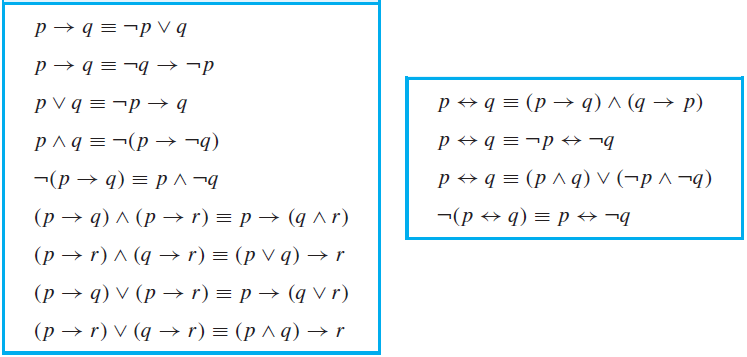 p → q ≡ ¬p ∨ q
p → q ≡ ¬q → ¬p
p ∨ q ≡ ¬p → q
p ∧ q ≡ ¬(p → ¬q)
¬(p → q) ≡ p ∧ ¬q
(p → q) ∧ (p → r) ≡ p → (q ∧ r)
(p → r) ∧ (q → r) ≡ (p ∨ q) → r
(p → q) ∨ (p → r) ≡ p → (q ∨ r)
(p → r) ∨ (q → r) ≡ (p ∧ q) → r
p ↔ q ≡ (p → q) ∧ (q → p)
p ↔ q ≡ ¬p ↔ ¬q
p ↔ q ≡ (p ∧ q) ∨ (¬p ∧ ¬q)
¬(p ↔ q) ≡ p ↔ ¬q